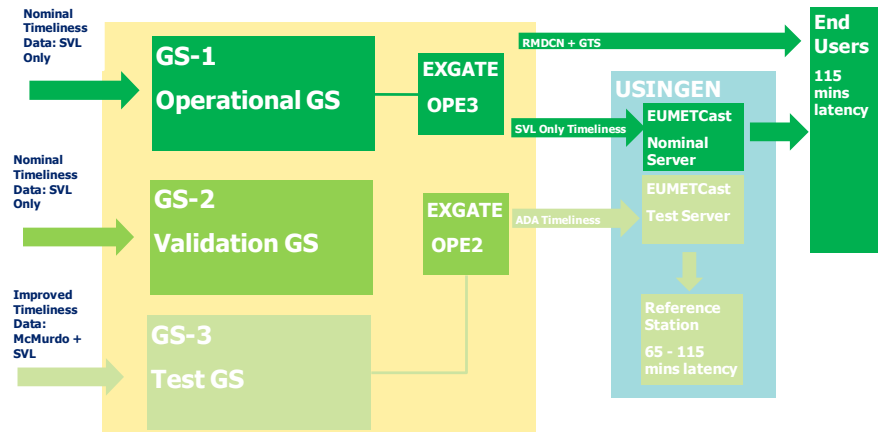 Nominal
Timeliness
Data: SVL
Only
GS-1
Operational GS
EXGATE
OPE3
RMDCN + GTS
SVL Only Timeliness
End
Users
115
mins
latency
USINGEN
EUMETCast
Nominal
Server
Nominal
Timeliness
Data: SVL
Only
GS-2
Validation GS
EXGATE
OPE2
ADA Timeliness
EUMETCast
Test Server
Improved
Timeliness
Data:
McMurdo +
SVL
GS-3
Test GS
Reference
Station
65 - 115
mins latency